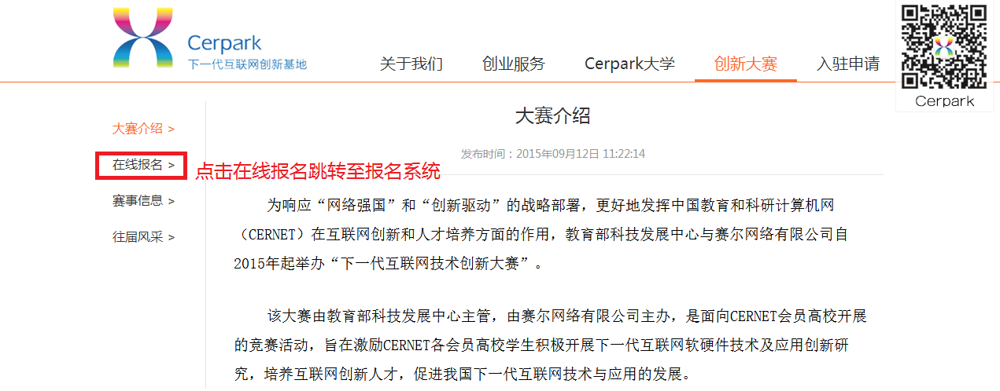 Cerpark
下一代互联网创新基地
关于我们
创业服务
Cerpark大学
创新大赛
入驻申请
Cerpark
大赛介绍 >
在线报名 >
点击在线报名跳转至报名系统
赛事信息 >
往届风采 >
大赛介绍
发布时间：2015年09月12日 11:22:14
为响应“网络强国”和“创新驱动”的战略部署，更好地发挥中国教育和科研计算机网
（CERNET）在互联网创新和人才培养方面的作用，教育部科技发展中心与赛尔网络有限公司自
2015年起举办“下一代互联网技术创新大赛”。
该大赛由教育部科技发展中心主管，由赛尔网络有限公司主办，是面向CERNET会员高校开展
的竞赛活动，旨在激励CERNET各会员高校学生积极开展下一代互联网软硬件技术及应用创新研
究，培养互联网创新人才，促进我国下一代互联网技术与应用的发展。